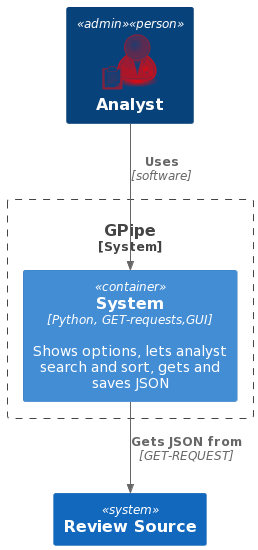 «admin»«person»
Analyst
Uses
[software]
GPipe
[System]
«container»
System
[Python, GET-requests,GUI]
Shows options, lets analyst
search and sort, gets and
saves JSON
Gets JSON from
[GET-REQUEST]
«system»
Review Source